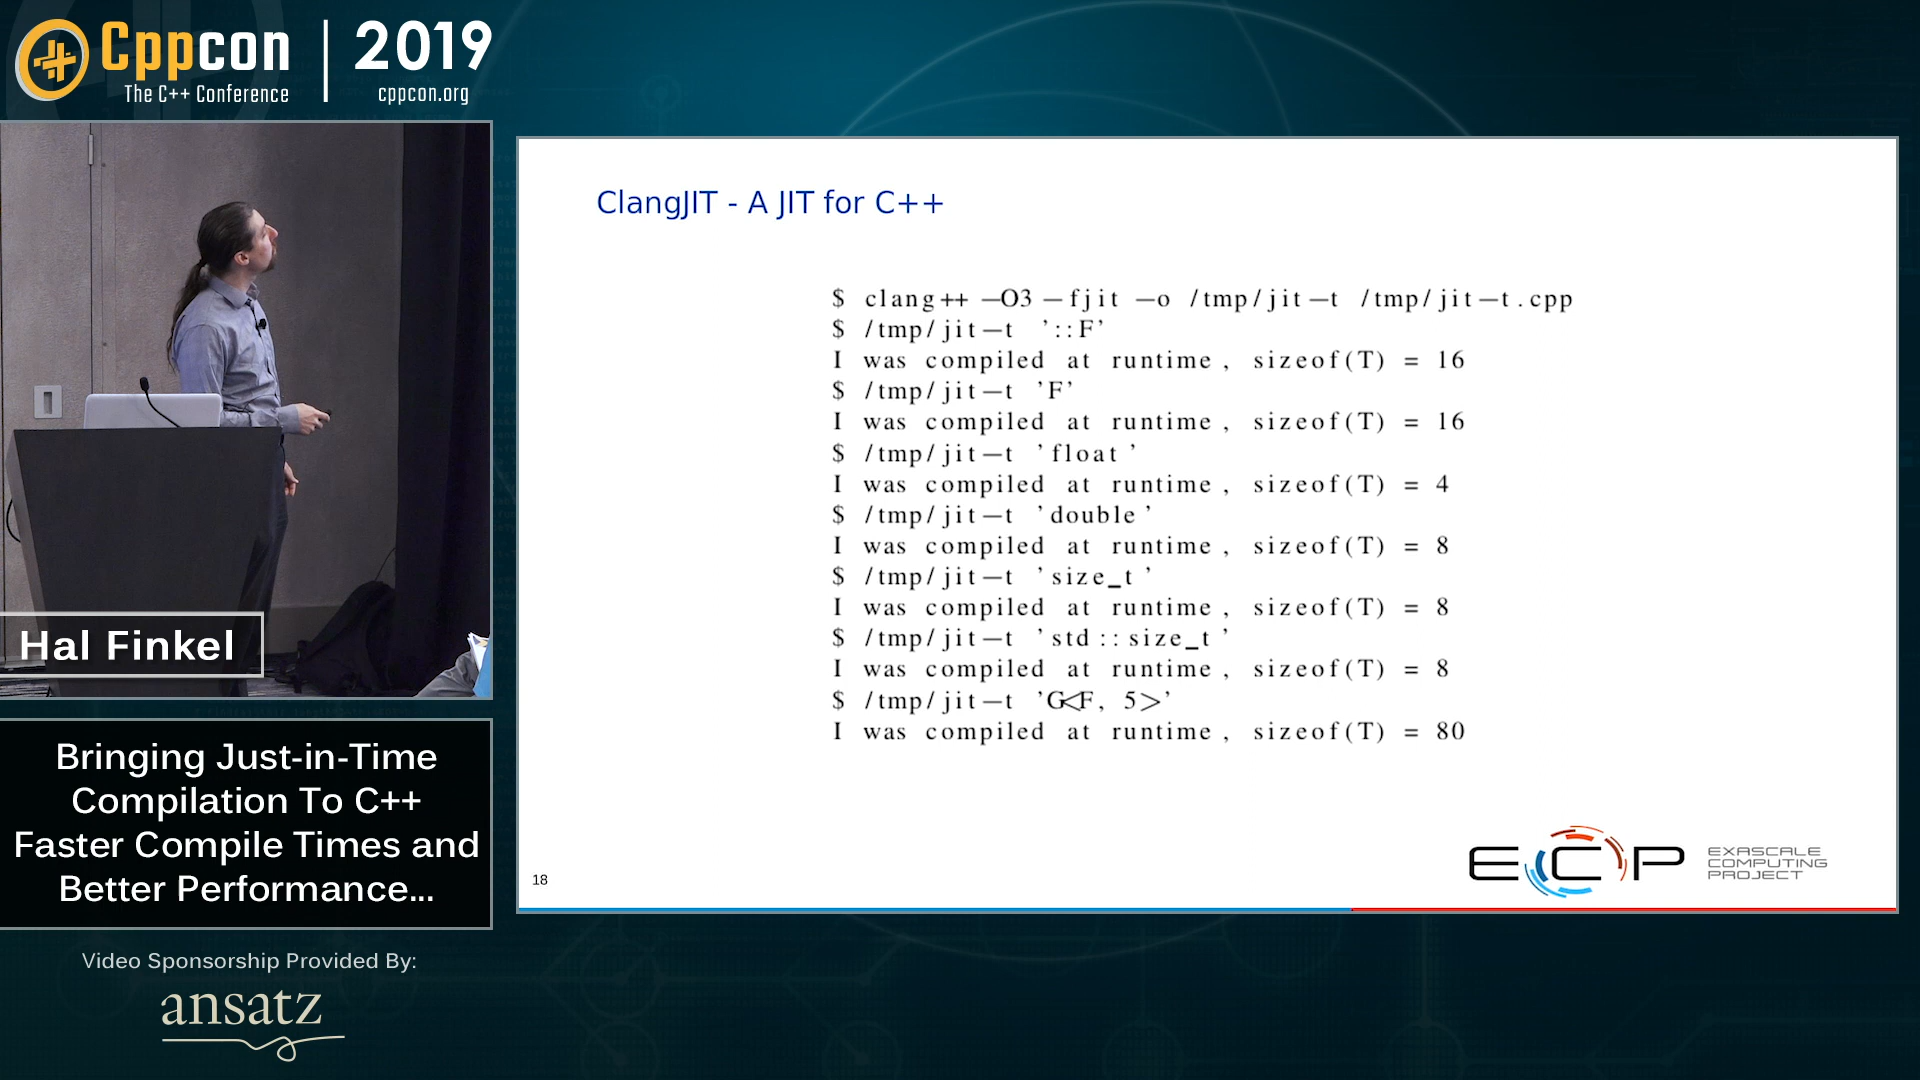 Cppcon
The C++ Conference
2019
cppcon.org
Hal Finkel
Bringing Just-in-Time
Compilation To C++
Faster Compile Times and
Better Performance...
Video Sponsorship Provided By:
ansatz
ClangJIT - A JIT for C++
$ clang++ —O3 —fjit —o /tmp/jit—t /tmp/jit—t.cpp
$ /tmp/jit—t '::F'
I was compiled at runtime, sizeof(T) = 16
$ /tmp/jit—t 'F'
I was compiled at runtime, sizeof(T) = 16
$ /tmp/jit—t 'float'
I was compiled at runtime, sizeof(T) = 4
$ /tmp/jit—t 'double'
I was compiled at runtime, sizeof(T) = 8
$ /tmp/jit—t 'size_t'
I was compiled at runtime, sizeof(T) = 8
$ /tmp/jit—t 'std::size_t'
I was compiled at runtime, sizeof(T) = 8
$ /tmp/jit—t 'G<F, 5>'
I was compiled at runtime, sizeof(T) = 80
ECP
EXASCALE
COMPUTING
PROJECT
18